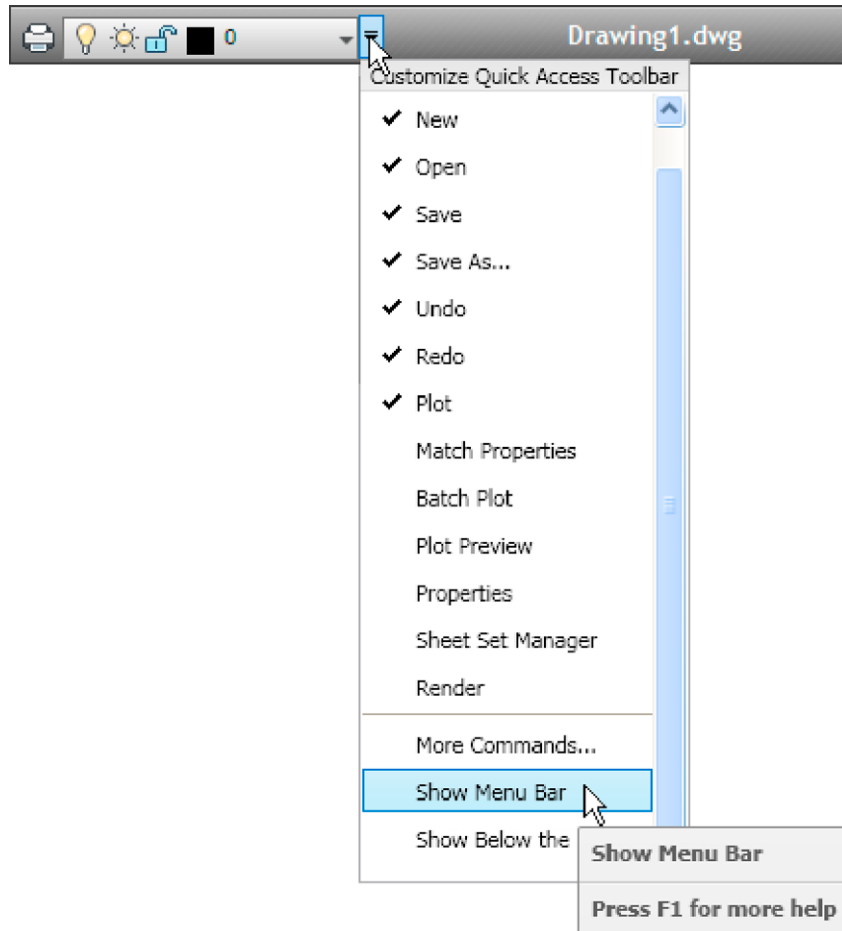 0
Drawing1.dwg
Customize Quick Access Toolbar
New
Open
Save
Save As...
Undo
Redo
Plot
Match Properties
Batch Plot
Plot Preview
Properties
Sheet Set Manager
Render
More Commands...
Show Menu Bar
Show Below the
Show Menu Bar
Press F1 for more help